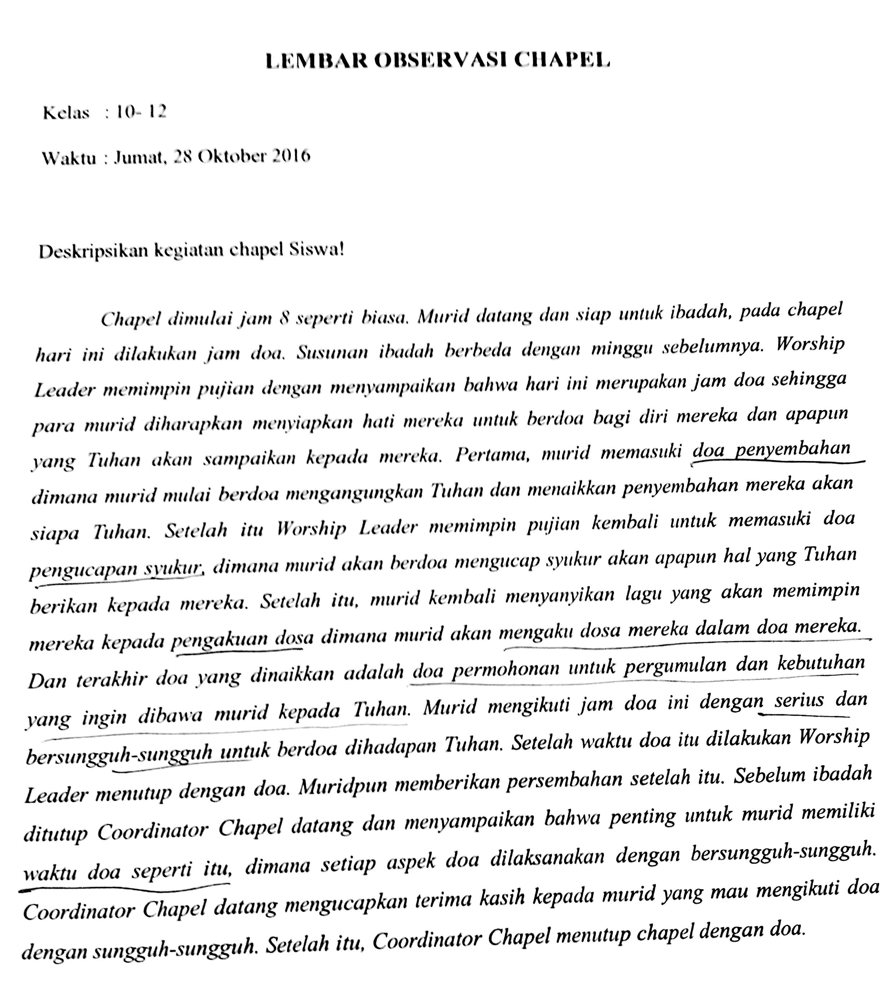 LEMBAR OBSERVASI CHAPEL
Kelas : 10- 12
Waktu : Jumat, 28 Oktober 2016
Deskripsikan kegiatan chapel Siswa!
Chapel dimulai jam 8 seperti biasa. Murid datang dan siap untuk ibadah, pada chapel
hari ini dilakukan jam doa. Susunan ibadah berbeda dengan minggu sebelumnya. Worship
Leader memimpin pujian dengan menyampaikan bahwa hari ini merupakan jam doa sehingga
para murid diharapkan menyiapkan hati mereka untuk berdoa bagi diri mereka dan apapun
yang Tuhan akan sampaikan kepada mereka. Pertama, murid memasuki doa penyembahan
dimana murid mulai berdoa mengangungkan Tuhan dan menaikkan penyembahan mereka akan
siapa Tuhan. Setelah itu Worship Leader memimpin pujian kembali untuk memasuki doa
pengucapan syukur, dimana murid akan berdoa mengucap syukur akan apapun hal yang Tuhan
berikan kepada mereka. Setelah itu, murid kembali menyanyikan lagu yang akan memimpin
mereka kepada pengakuan dosa dimana murid akan mengaku dosa mereka dalam doa mereka.
Dan terakhir doa yang dinaikkan adalah doa permohonan untuk pergumulan dan kebutuhan
yang ingin dibawa murid kepada Tuhan. Murid mengikuti jam doa ini dengan serius dan
bersungguh-sungguh untuk berdoa dihadapan Tuhan. Setelah waktu doa itu dilakukan Worship
Leader menutup dengan doa. Muridpun memberikan persembahan setelah itu. Sebelum ibadah
ditutup Coordinator Chapel datang dan menyampaikan bahwa penting untuk murid memiliki
waktu doa seperti itu, dimana setiap aspek doa dilaksanakan dengan bersungguh-sungguh.
Coordinator Chapel datang mengucapkan terima kasih kepada murid yang mau mengikuti doa
dengan sungguh-sungguh. Setelah itu, Coordinator Chapel menutup chapel dengan doa.